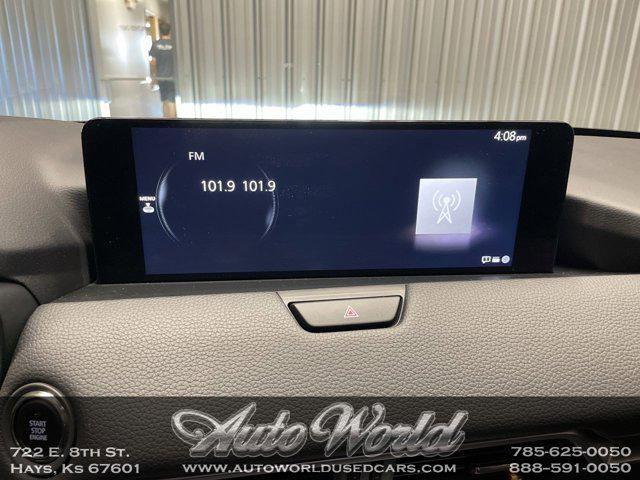 4:08pm
FM
101.9 101.9
MENU
START
STOP
ENGINE
Auto World
722 E. 8th St.
Hays, Ks 67601
www.autoworldusedcars.com
785-625-0050
888-591-0050